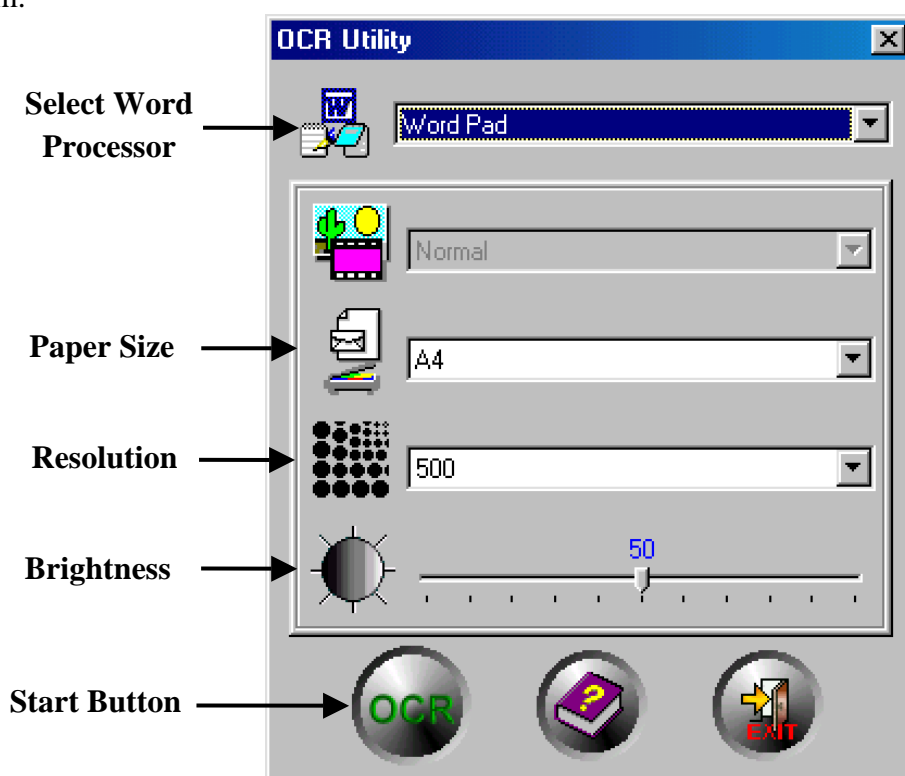 OCR Utility
Select Word
Processor
Word Pad
Normal
Paper Size
A4
Resolution
500
50
Brightness
Start Button
OCR
?
EXIT